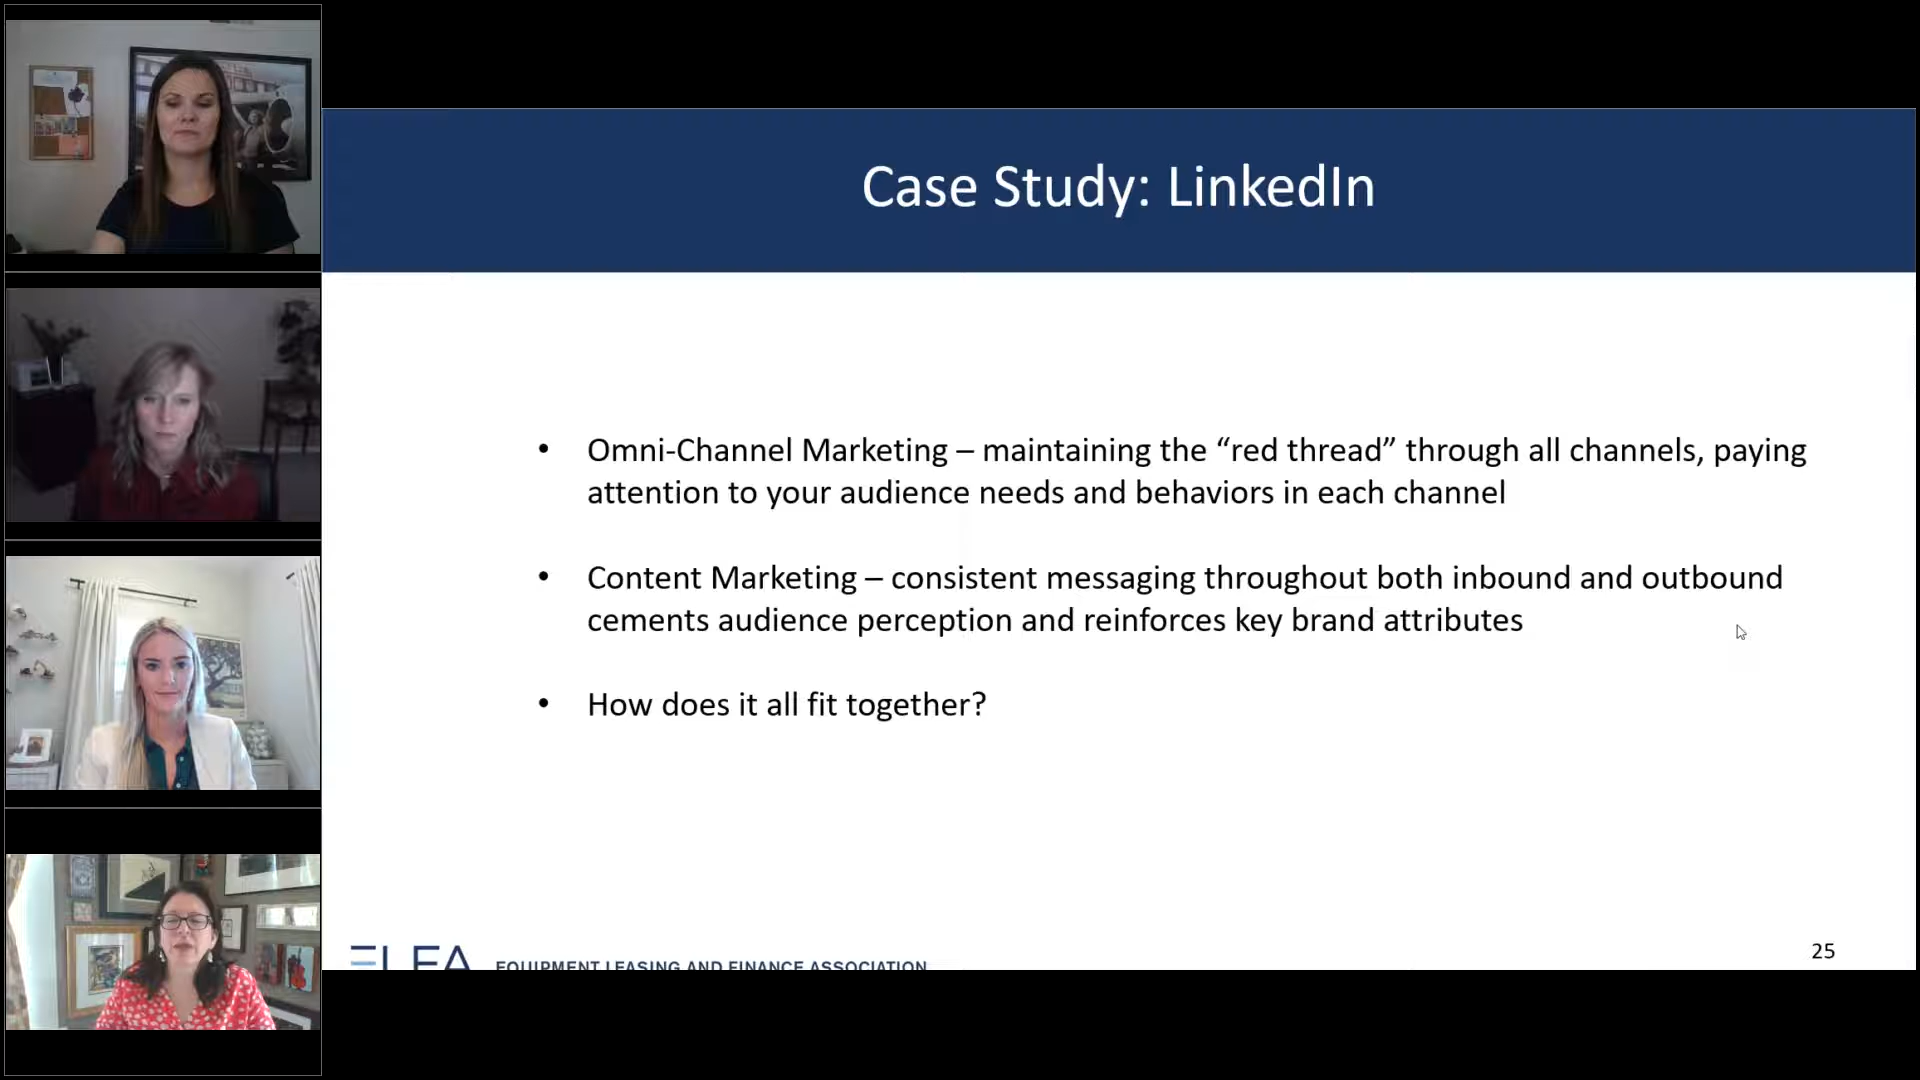 Case Study: LinkedIn
• Omni-Channel Marketing – maintaining the “red thread” through all channels, paying
attention to your audience needs and behaviors in each channel
• Content Marketing – consistent messaging throughout both inbound and outbound
cements audience perception and reinforces key brand attributes
• How does it all fit together?
ELFA EQUIPMENT LEASING AND FINANCE ASSOCIATION
25